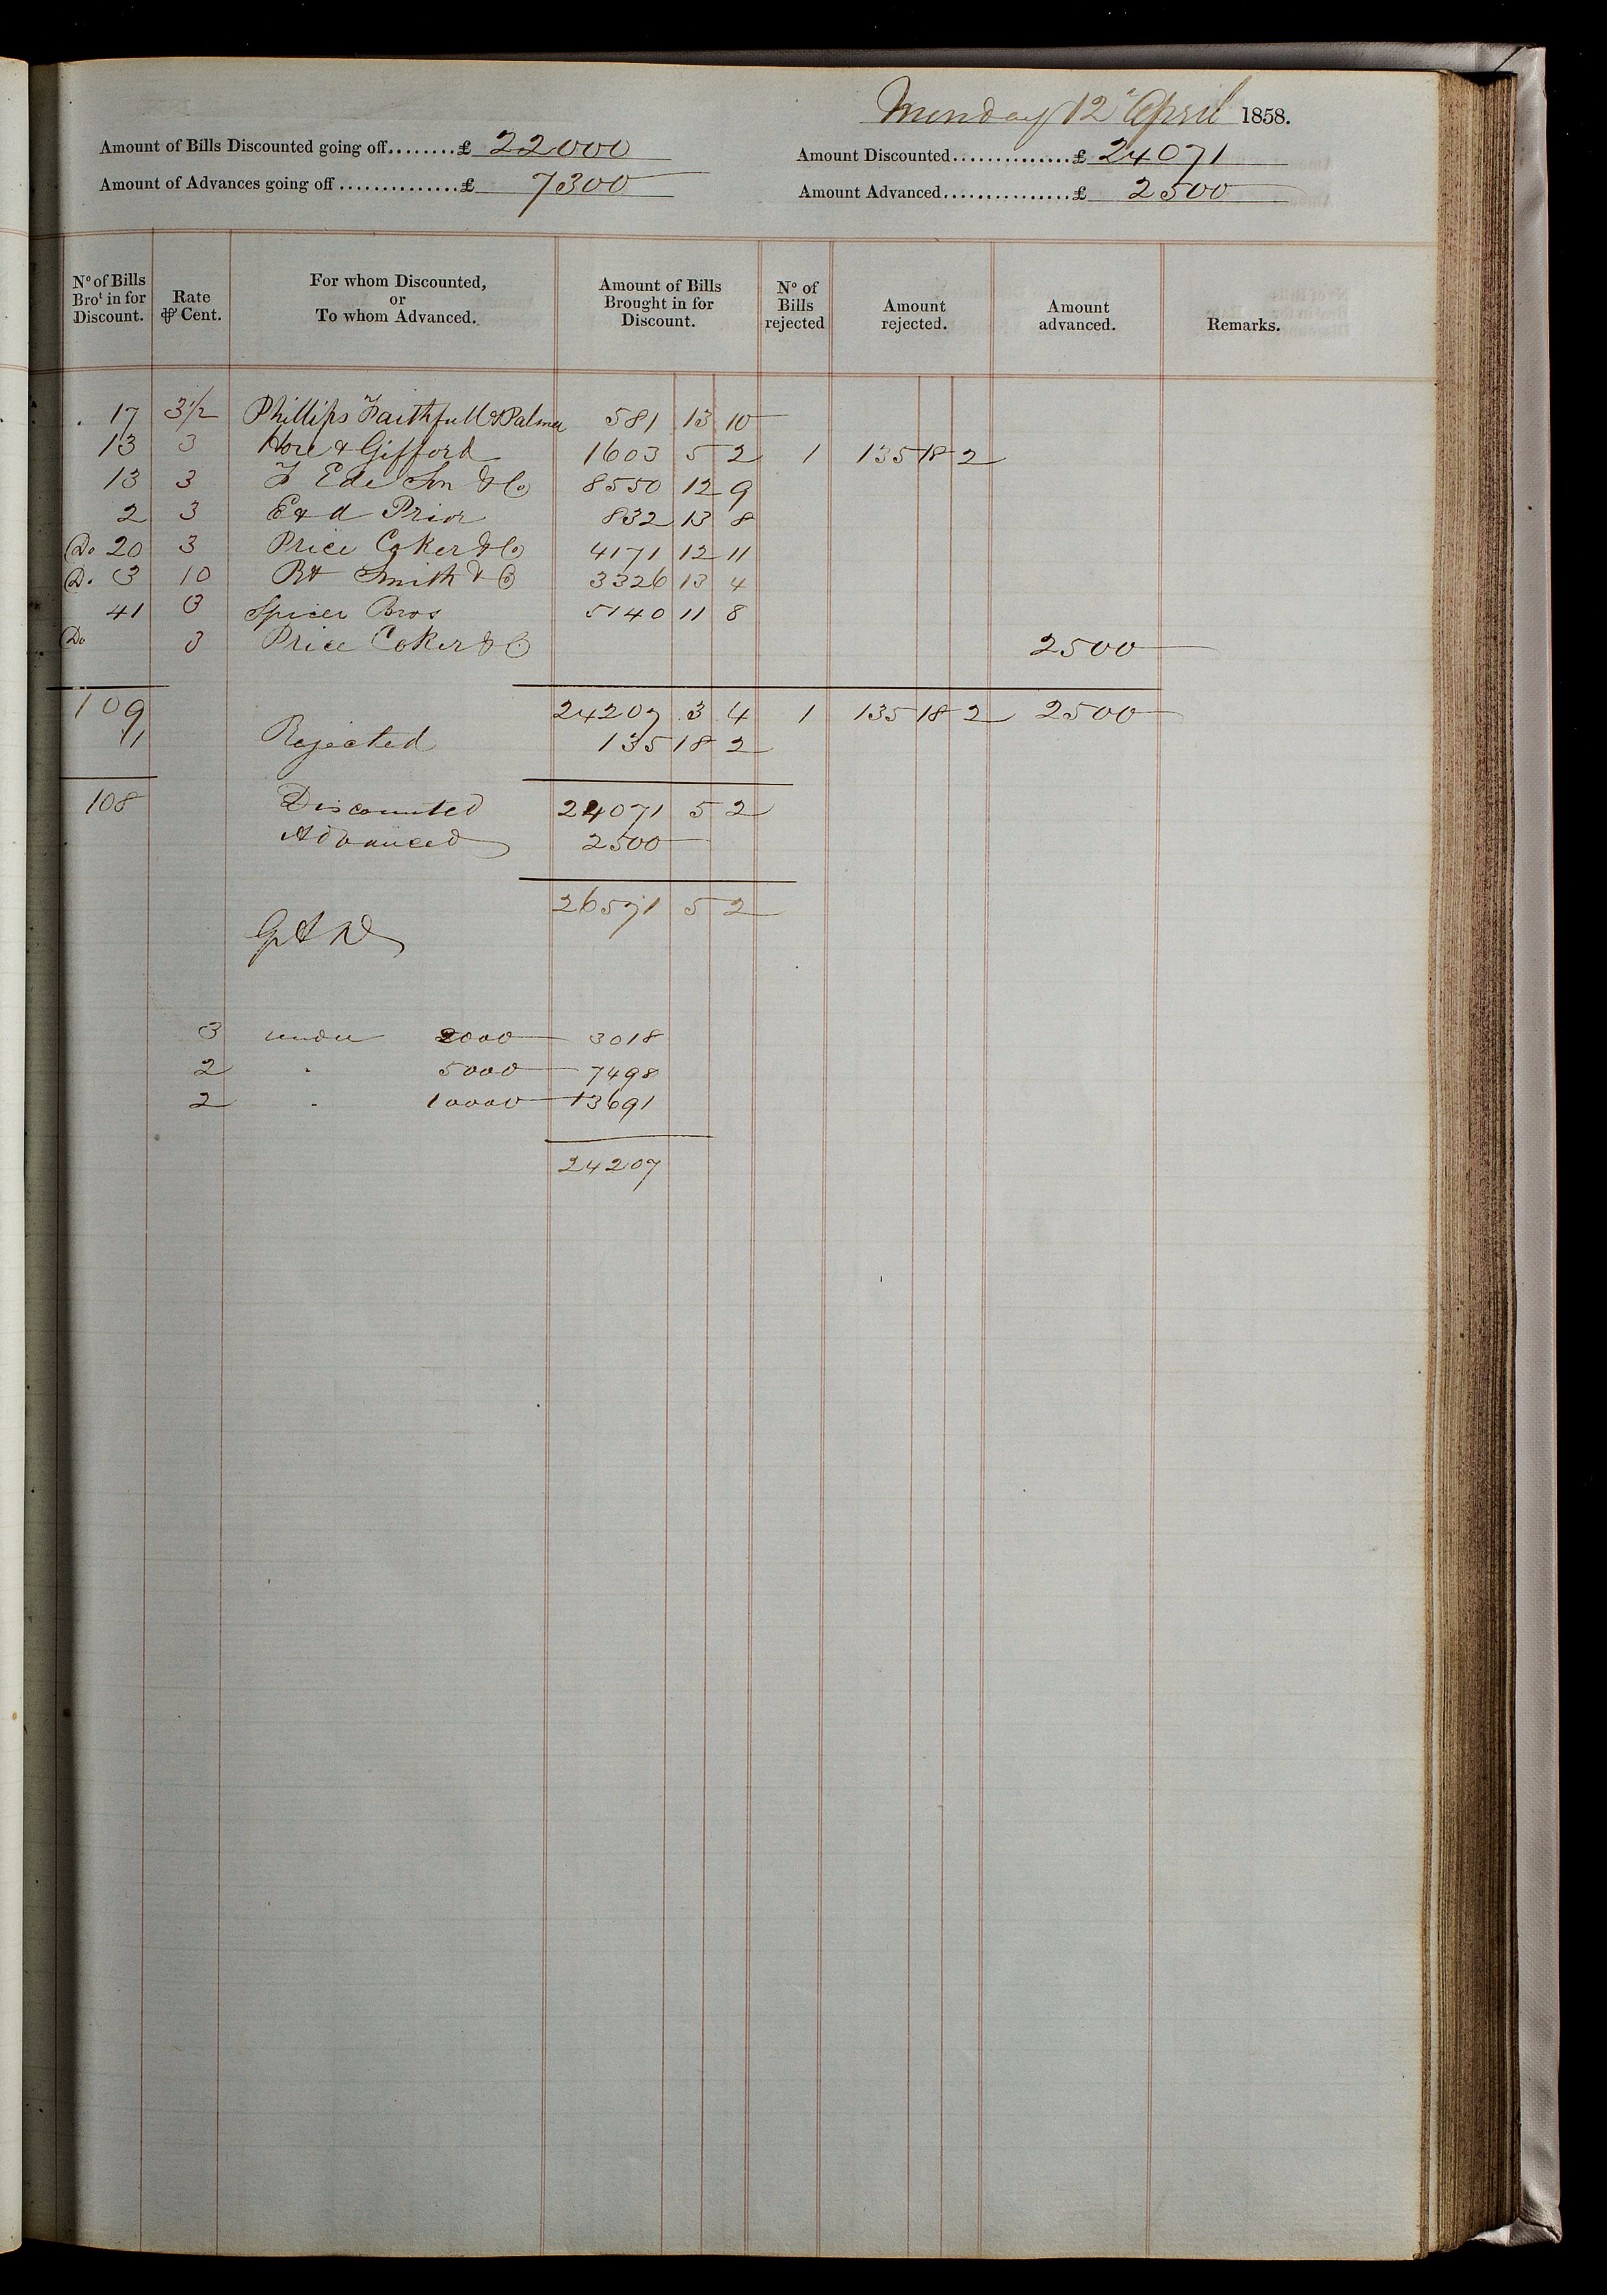 Monday 12 April 1858.
Amount of Bills Discounted going off........£ 22000
Amount Discounted..............£ 24071
Amount of Advances going off..............£ 7300
Amount Advanced................£ 2500
No of Bills Brot in for Discount. Rate ⅌ Cent. For whom Discounted, or To whom Advanced. Amount of Bills Brought in for Discount. No of Bills rejected Amount rejected. Amount advanced. Remarks.
17 3½ Phillips Faithfull & Palmer 581 13 10
13 3 Hore & Gifford 1603 5 2 1 135 18 2
13 3 F Ede Son & Co 8550 12 9
2 3 E & A Prior 832 13 8
Do 20 3 Price Coker & Co 4171 12 11
Do 3 10 Smith & Co 3326 13 4
41 3 Spicer Bros 5140 11 8
Do 3 Price Coker & Co 2500
109 24207 3 4 1 135 18 2 2500
1 Rejected 135 18 2
108 Discounted 24071 5 2
Advanced 2500
26571 5 2
3 under 2000 3018
2 " 5000 7498
2 " 10000 13691
24207